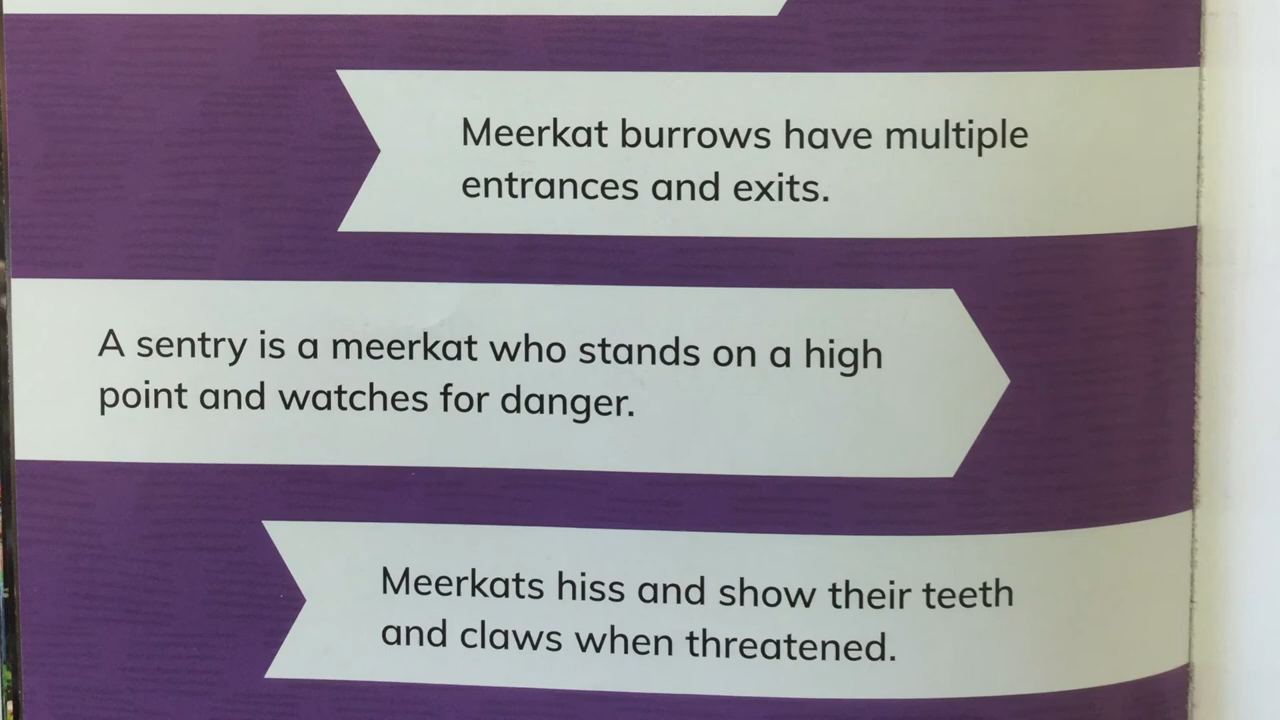 Meerkat burrows have multiple
entrances and exits.
A sentry is a meerkat who stands on a high
point and watches for danger.
Meerkats hiss and show their teeth
and claws when threatened.